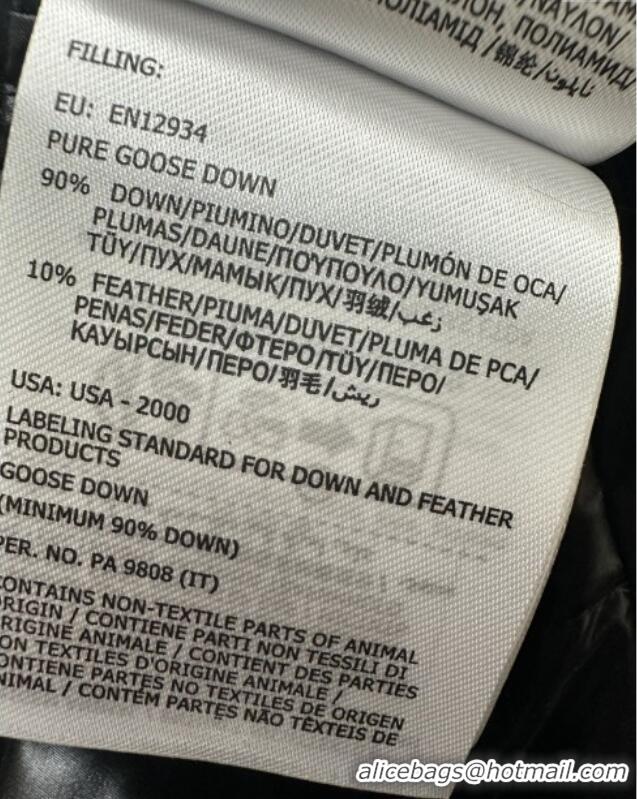 ПОЛИАМИД/
ПОЛІАМІД/锦纶/نايلون
FILLING:
EU: EN12934
PURE GOOSE DOWN
90% DOWN/PIUMINO/DUVET/PLUMÓN DE OCA/
PLUMAS/DAUNE/ΠΟΎΠΟΥΛΟ/YUMUŞAK
TÜY/ПУХ/МАМЫК/ПУХ/羽绒/زغب
10% FEATHER/PIUMA/DUVET/PLUMA DE PCA/
PENAS/FEDER/ΦΤΕΡΟ/TÜY/ПЕРО/
КАУЫРСЫН/ПЕРО/羽毛/ريش
USA: USA - 2000
LABELING STANDARD FOR DOWN AND FEATHER
PRODUCTS
GOOSE DOWN
(MINIMUM 90% DOWN)
PER. NO. PA 9808 (IT)
CONTAINS NON-TEXTILE PARTS OF ANIMAL
ORIGIN / CONTIENE PARTI NON TESSILI DI
ORIGINE ANIMALE / CONTIENT DES PARTIES
NON TEXTILES D'ORIGINE ANIMALE /
CONTIENE PARTES NO TEXTILES DE ORIGEN
ANIMAL / CONTÉM PARTES NÃO TÊXTEIS DE
alicebags@hotmail.com